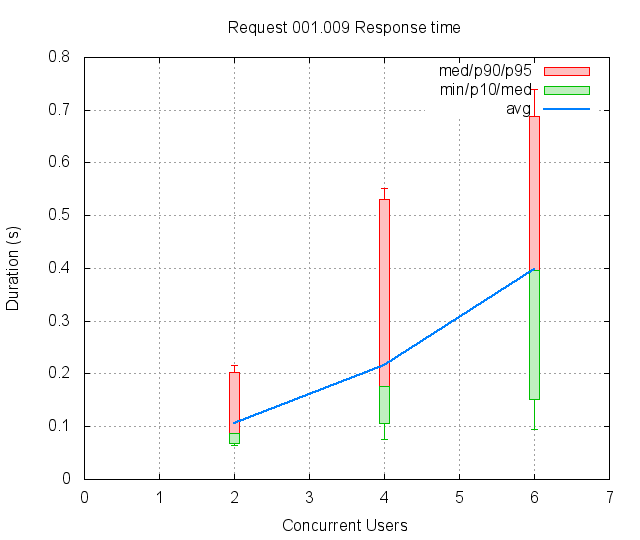 Request 001.009 Response time
med/p90/p95
min/p10/med
avg
0.8
0.7
0.6
0.5
0.4
0.3
0.2
0.1
0
0 1 2 3 4 5 6 7
Duration (s)
Concurrent Users